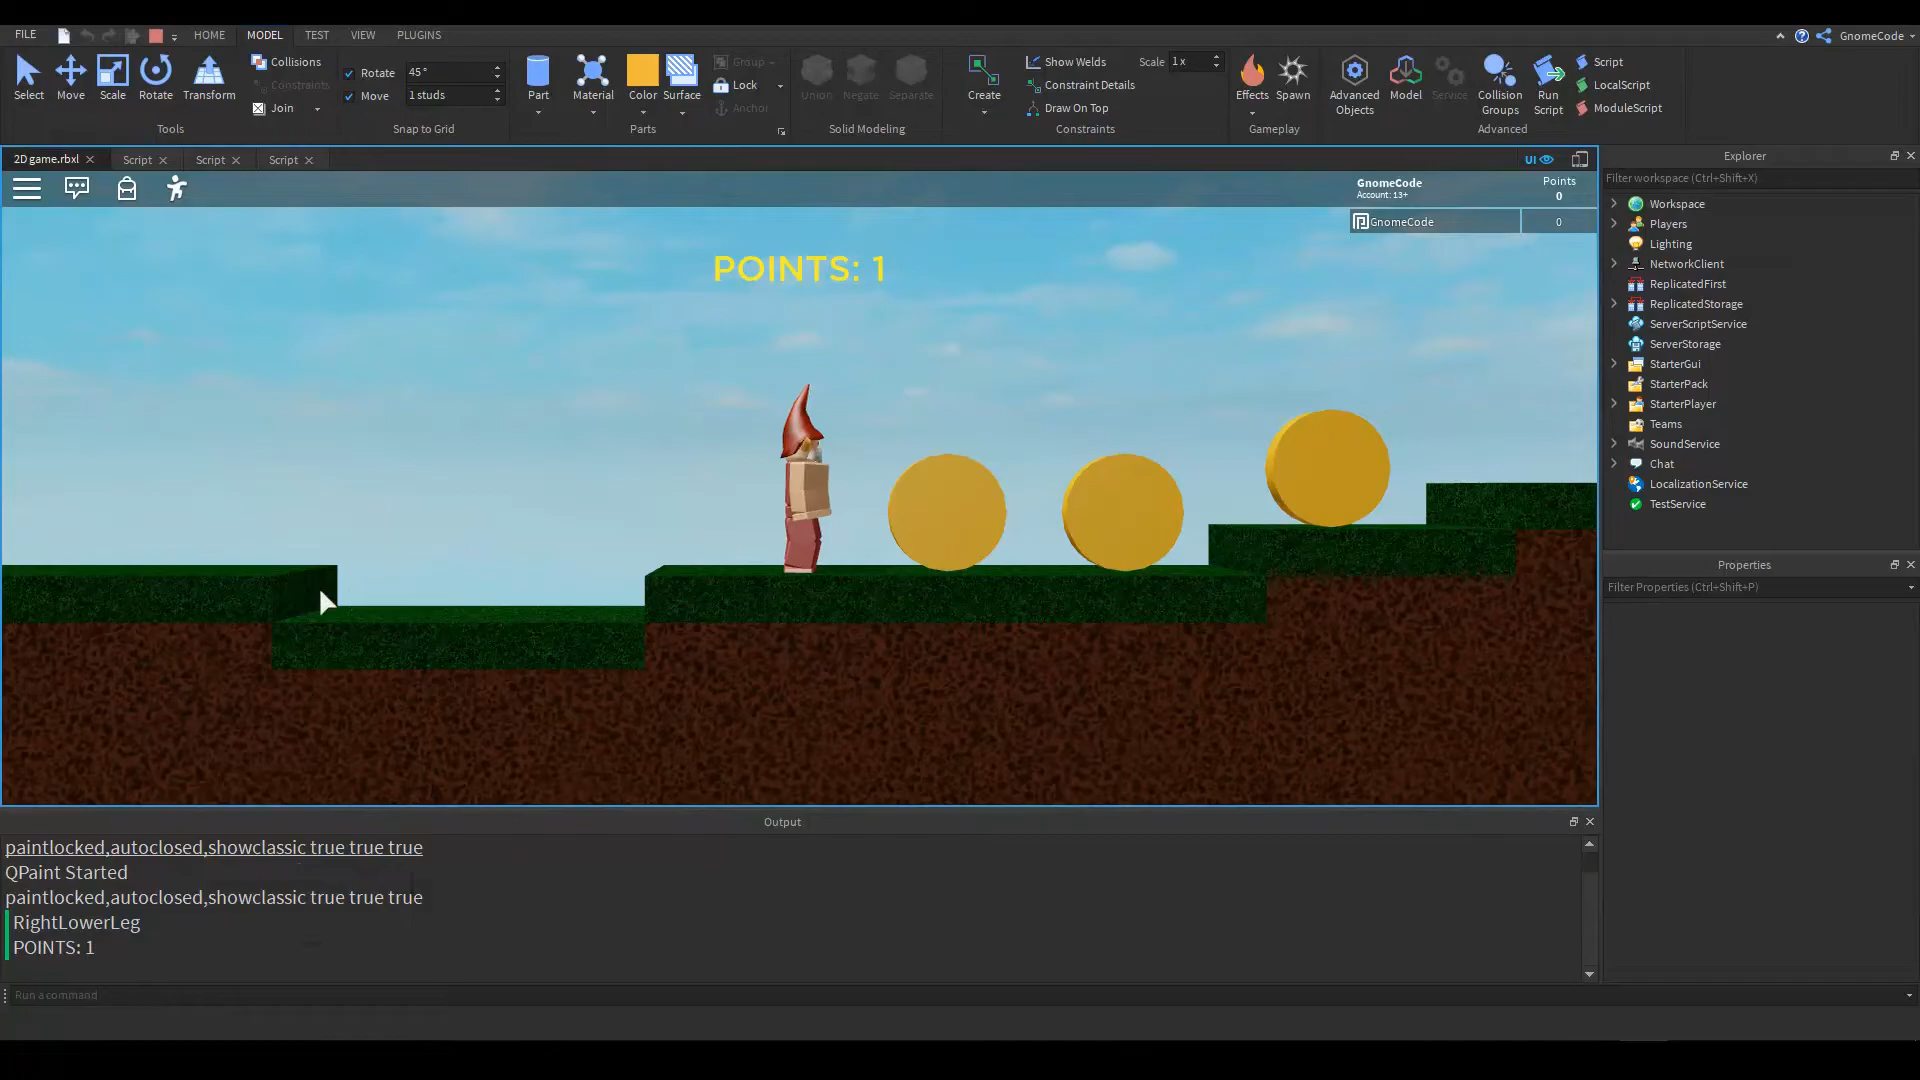 FILE HOME MODEL TEST VIEW PLUGINS GnomeCode
Select Move Scale Rotate Transform
Collisions
Constraints
Join
Tools
Rotate 45°
Move 1 studs
Snap to Grid
Part Material Color Surface
Group
Lock
Anchor
Parts
Union Negate Separate
Solid Modeling
Create
Show Welds Scale 1x
Constraint Details
Draw On Top
Constraints
Effects Spawn
Gameplay
Advanced Objects Model Service Collision Groups Run Script
Script
LocalScript
ModuleScript
Advanced
2D game.rbxl Script Script Script UI
GnomeCode Points
Account: 13+ 0
GnomeCode 0
POINTS: 1
Explorer
Filter workspace (Ctrl+Shift+X)
Workspace
Players
Lighting
NetworkClient
ReplicatedFirst
ReplicatedStorage
ServerScriptService
ServerStorage
StarterGui
StarterPack
StarterPlayer
Teams
SoundService
Chat
LocalizationService
TestService
Properties
Filter Properties (Ctrl+Shift+P)
Output
paintlocked,autoclosed,showclassic true true true
QPaint Started
paintlocked,autoclosed,showclassic true true true
RightLowerLeg
POINTS: 1
Run a command